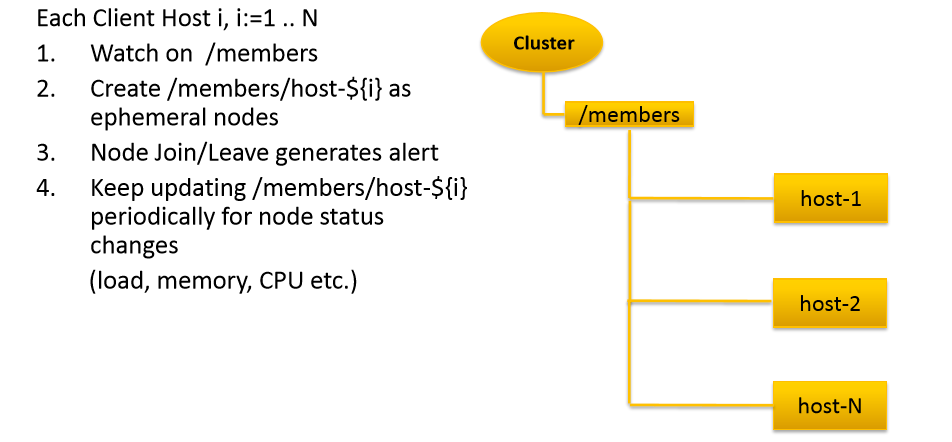 Each Client Host i, i:=1 .. N
1. Watch on /members
2. Create /members/host-${i} as
ephemeral nodes
3. Node Join/Leave generates alert
4. Keep updating /members/host-${i}
periodically for node status
changes
(load, memory, CPU etc.)
Cluster
/members
host-1
host-2
host-N